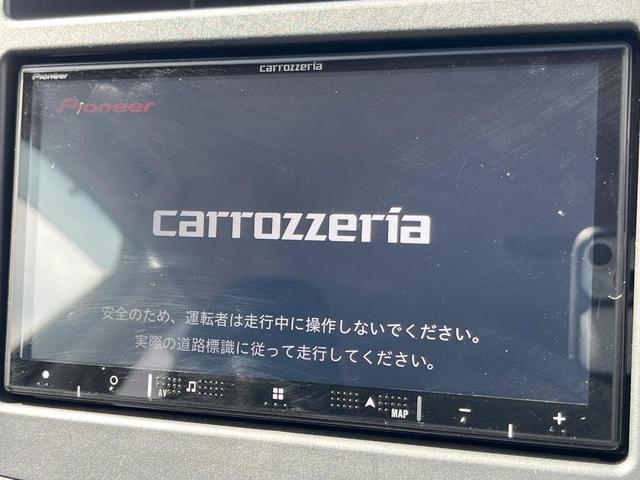 Pioneer
carrozzeria
Pioneer
carrozzeria
安全のため、運転者は走行中に操作しないでください。
実際の道路標識に従って走行してください。
AV
MAP